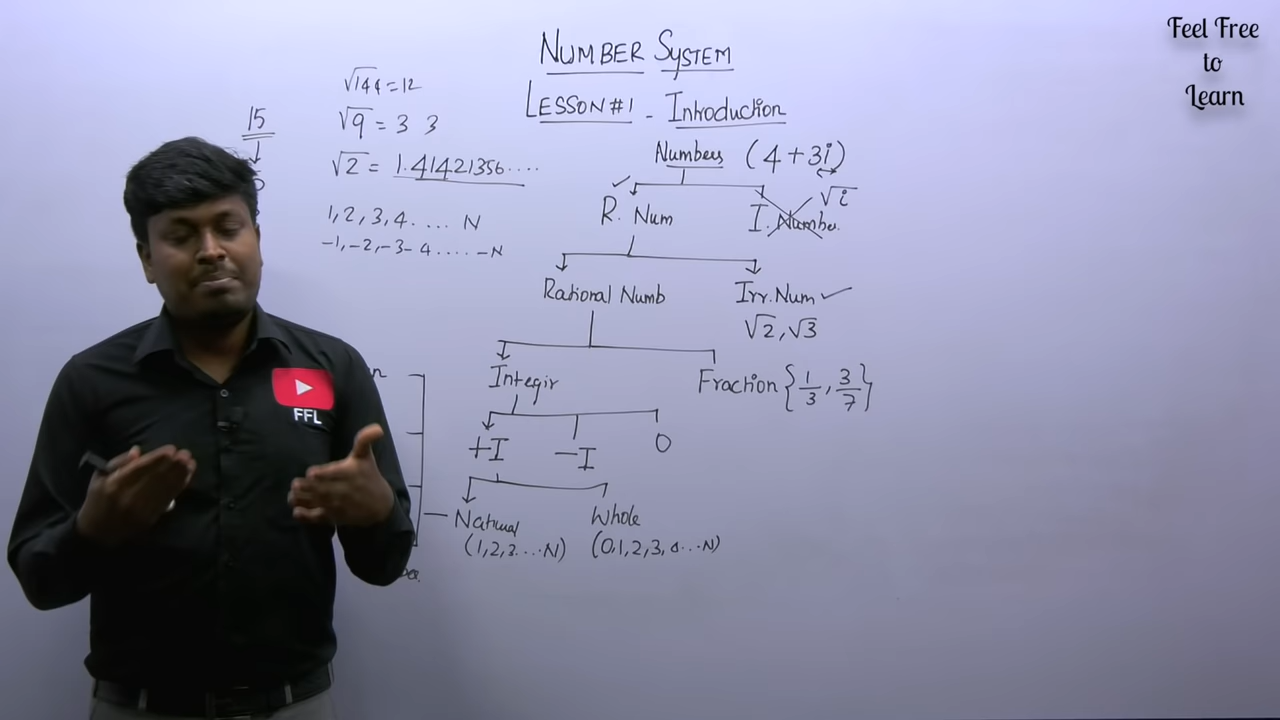 Feel Free
to
Learn
NUMBER SYSTEM
LESSON #1 - Introduction
15
√144 = 12
√9 = 3 3
√2 = 1.41421356....
1, 2, 3, 4.... N
-1, -2, -3 - 4.... -N
Numbers (4+3i)
R. Num
I. Number
√i
Rational Numb
Irr. Num ✓
√2, √3
Integir
Fraction {1/3, 3/7}
+I
-I
0
Natural
Whole
(1,2,3....N)
(0,1,2,3,4...N)
FFL